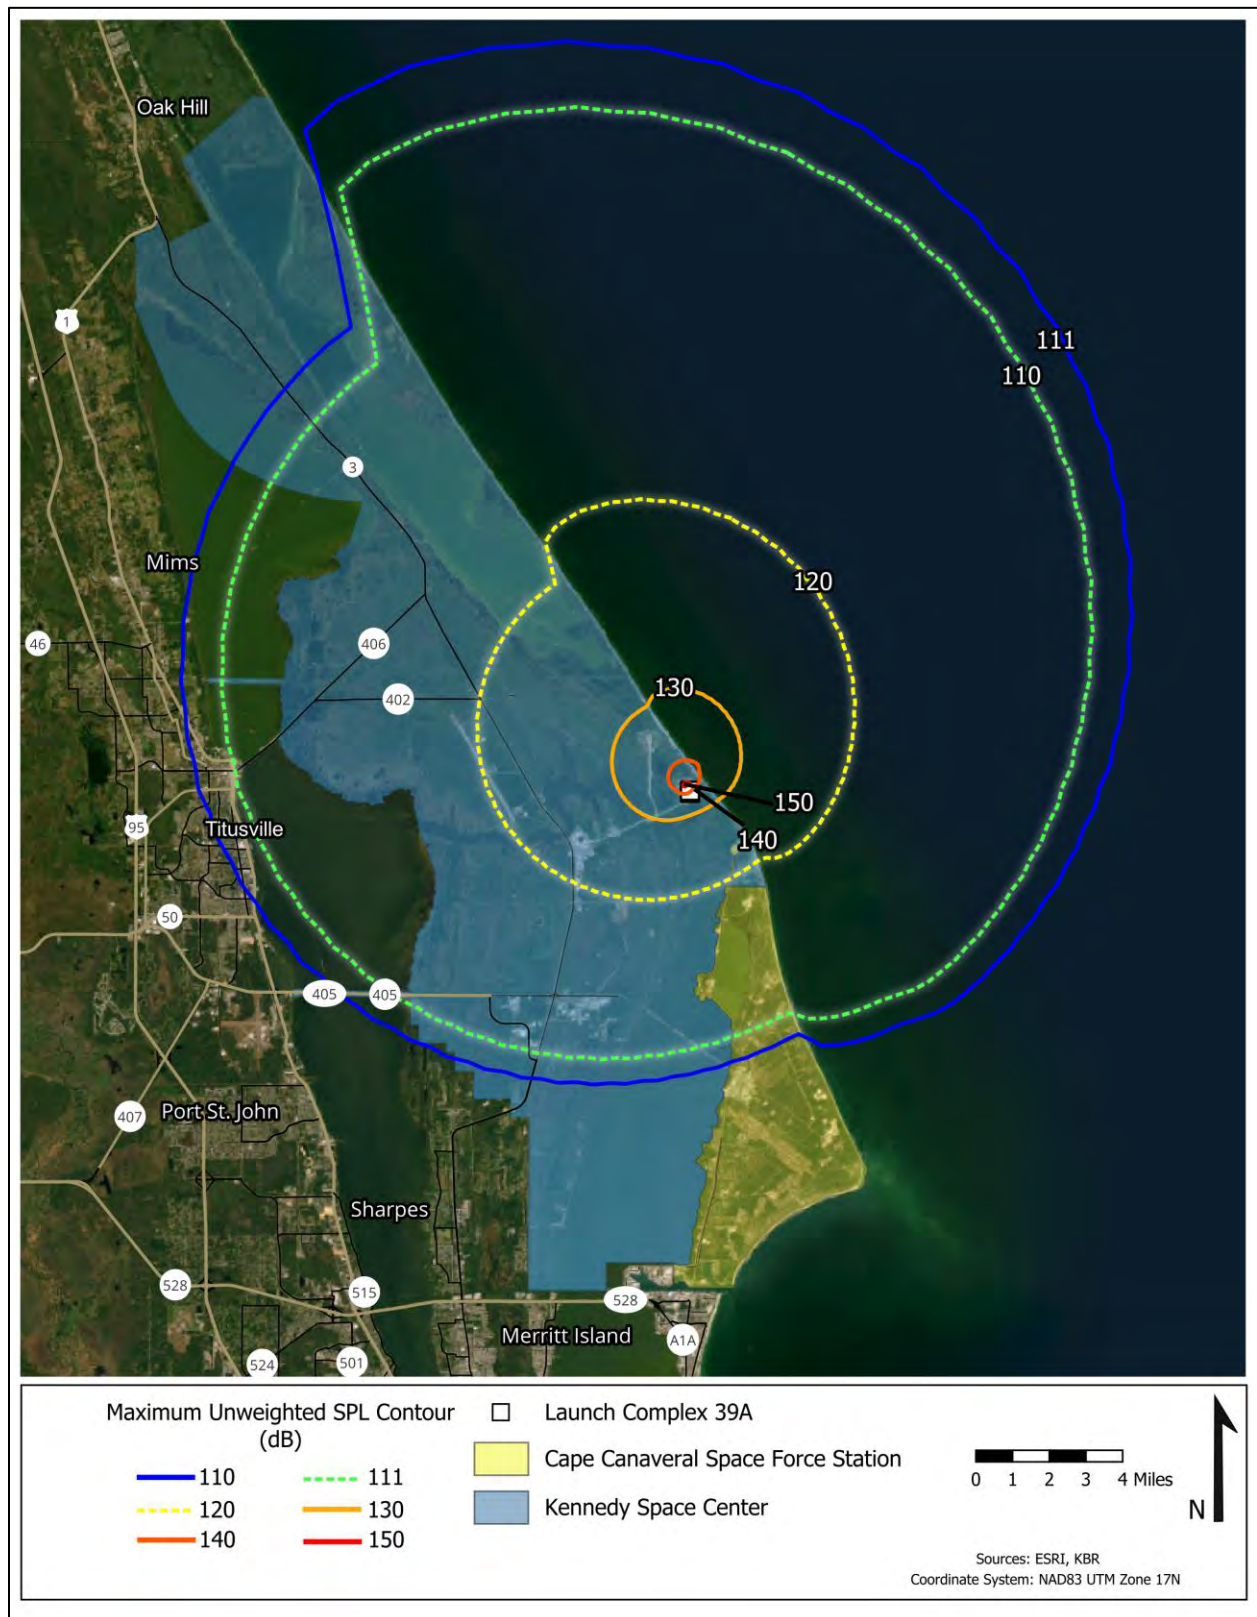 Oak Hill
1
111
110
3
120
Mims
46
406
130
402
150
95
Titusville
140
50
405
405
407
Port St. John
Sharpes
528
515
528
Merritt Island
A1A
524
501
Maximum Unweighted SPL Contour
(dB)
110
111
120
130
140
150
Launch Complex 39A
Cape Canaveral Space Force Station
Kennedy Space Center
0 1 2 3 4 Miles
N
Sources: ESRI, KBR
Coordinate System: NAD83 UTM Zone 17N